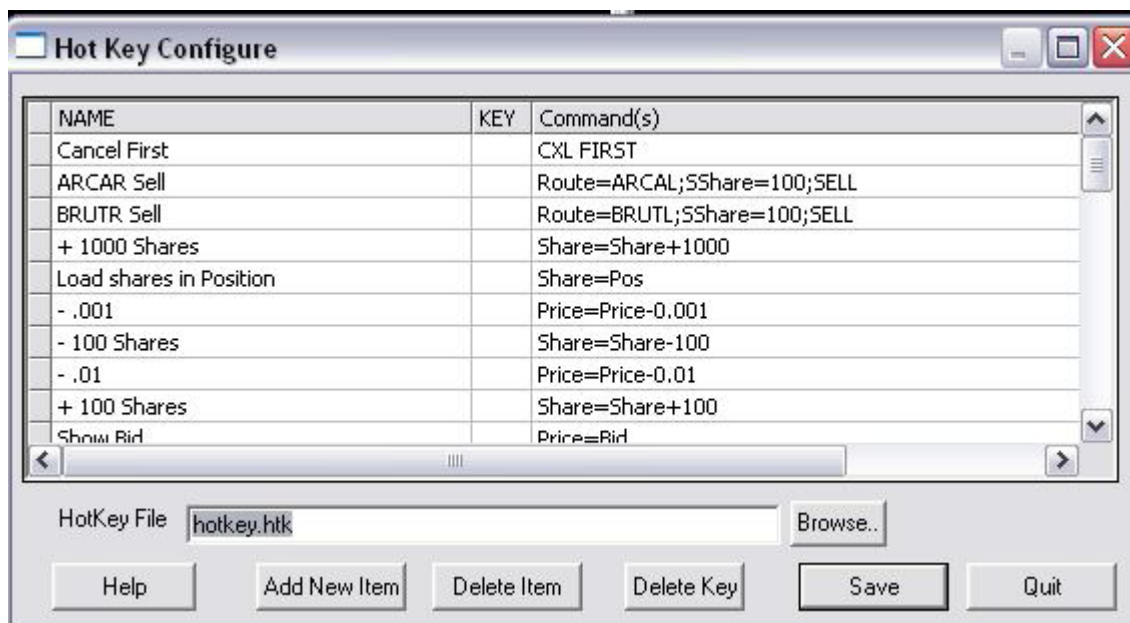 Hot Key Configure
NAME KEY Command(s)
Cancel First CXL FIRST
ARCAR Sell Route=ARCAL;SShare=100;SELL
BRUTR Sell Route=BRUTL;SShare=100;SELL
+ 1000 Shares Share=Share+1000
Load shares in Position Share=Pos
- .001 Price=Price-0.001
- 100 Shares Share=Share-100
- .01 Price=Price-0.01
+ 100 Shares Share=Share+100
Show Bid Price=Bid
HotKey File hotkey.htk Browse..
Help Add New Item Delete Item Delete Key Save Quit